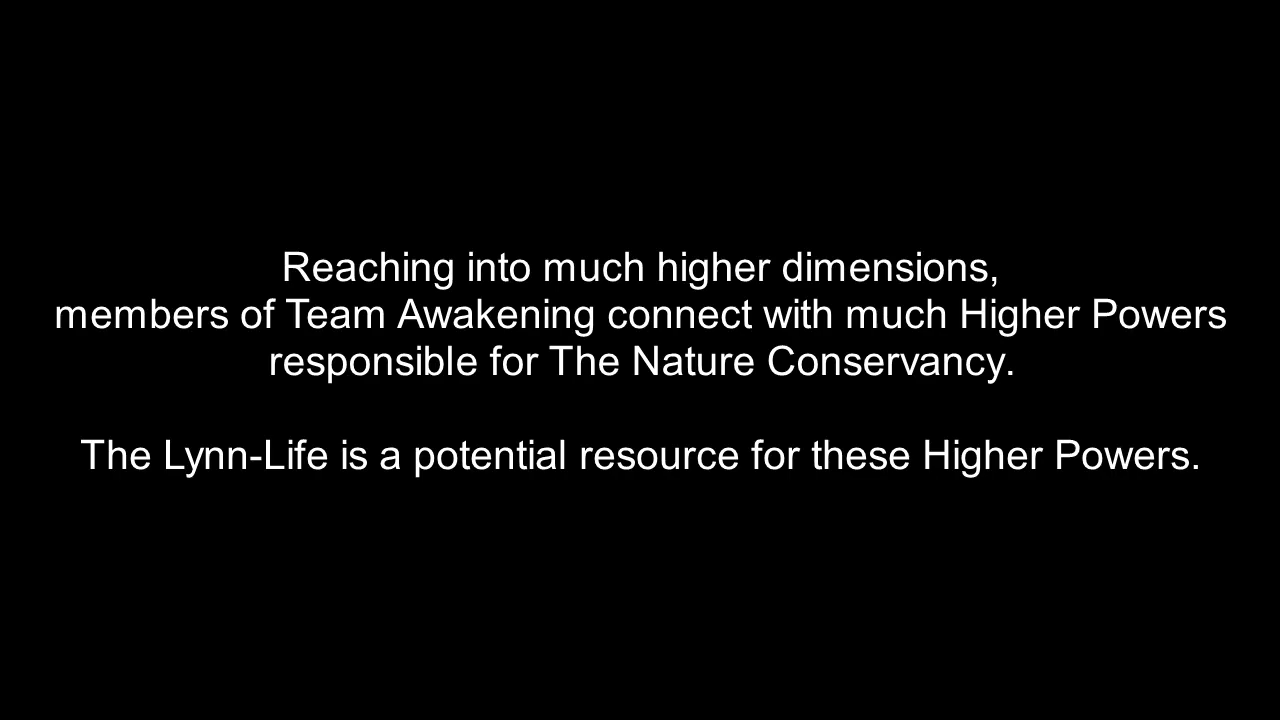 Reaching into much higher dimensions,
members of Team Awakening connect with much Higher Powers
responsible for The Nature Conservancy.
The Lynn-Life is a potential resource for these Higher Powers.